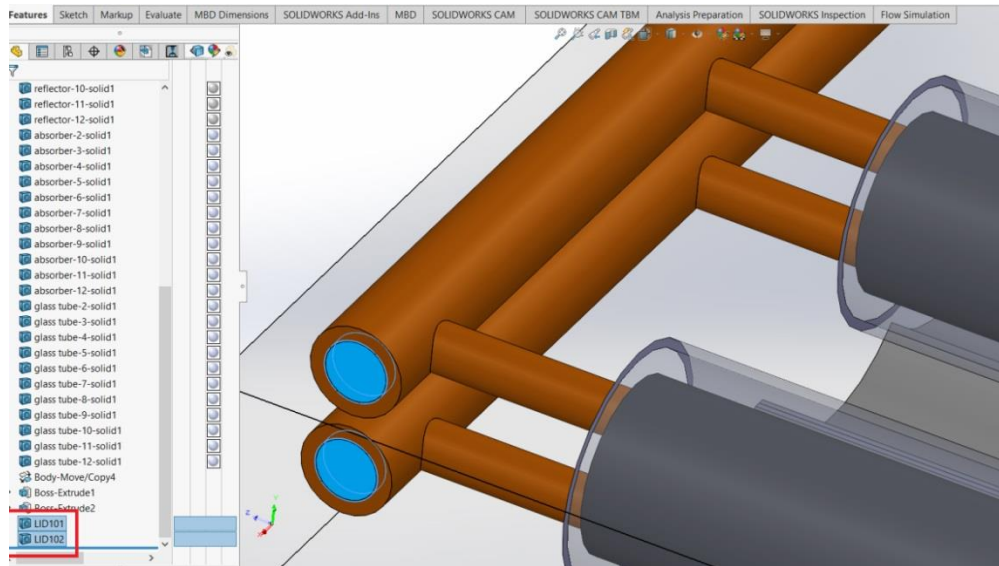 Features Sketch Markup Evaluate MBD Dimensions SOLIDWORKS Add-Ins MBD SOLIDWORKS CAM SOLIDWORKS CAM TBM Analysis Preparation SOLIDWORKS Inspection Flow Simulation
reflector-10-solid1
reflector-11-solid1
reflector-12-solid1
absorber-2-solid1
absorber-3-solid1
absorber-4-solid1
absorber-5-solid1
absorber-6-solid1
absorber-7-solid1
absorber-8-solid1
absorber-9-solid1
absorber-10-solid1
absorber-11-solid1
absorber-12-solid1
glass tube-2-solid1
glass tube-3-solid1
glass tube-4-solid1
glass tube-5-solid1
glass tube-6-solid1
glass tube-7-solid1
glass tube-8-solid1
glass tube-9-solid1
glass tube-10-solid1
glass tube-11-solid1
glass tube-12-solid1
Body-Move/Copy4
Boss-Extrude1
Boss-Extrude2
LID101
LID102